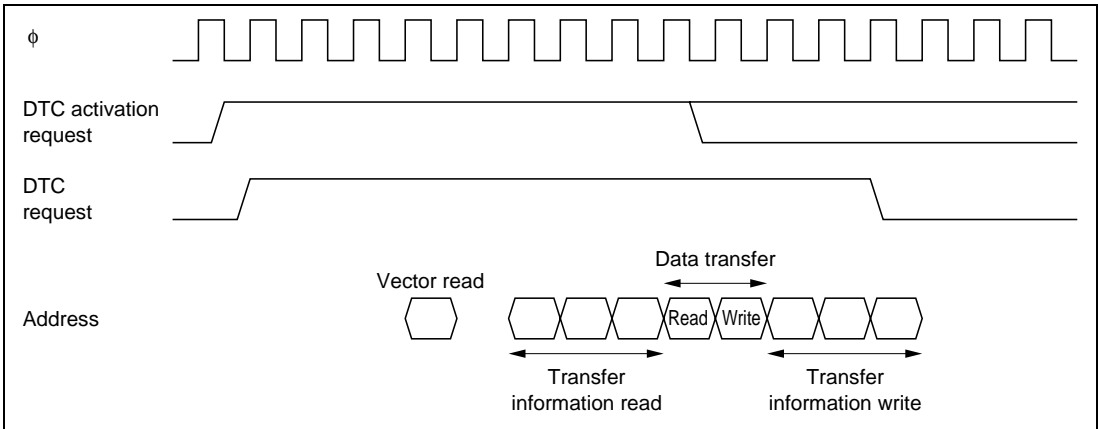 ϕ
DTC activation
request
DTC
request
Data transfer
Vector read
Address
Read
Write
Transfer
information read
Transfer
information write